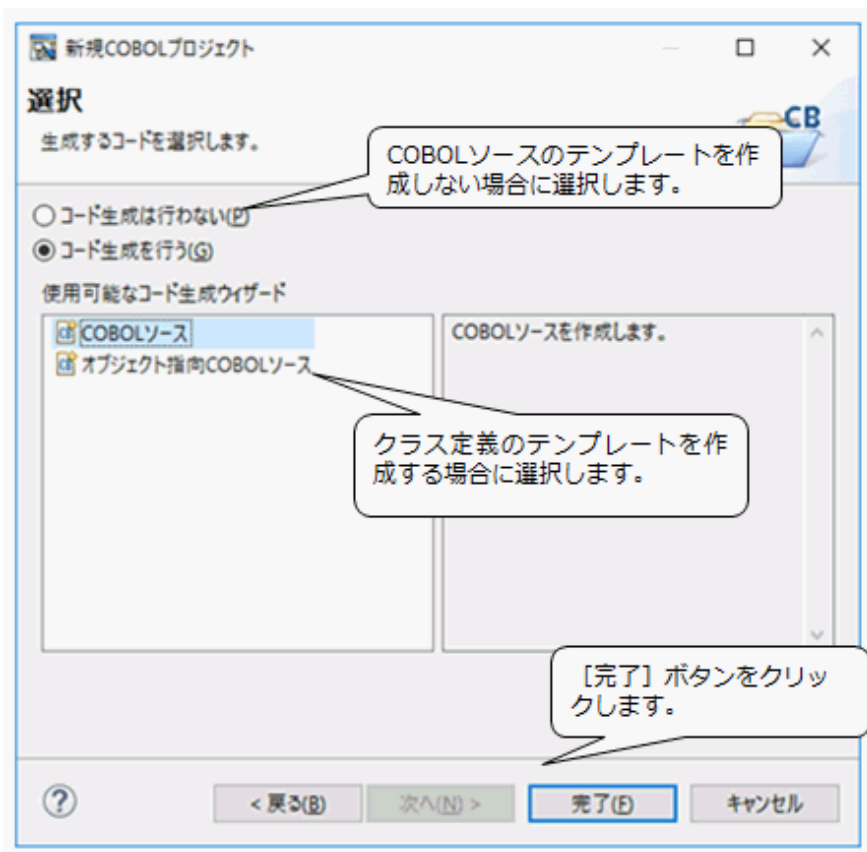 新規COBOLプロジェクト
選択
CB
生成するコードを選択します。
COBOLソースのテンプレートを作
成しない場合に選択します。
コード生成は行わない(P)
コード生成を行う(G)
使用可能なコード生成ウィザード
COBOLソース
COBOLソースを作成します。
オブジェクト指向COBOLソース
クラス定義のテンプレートを作
成する場合に選択します。
［完了］ボタンをクリッ
クします。
< 戻る(B)
次へ(N) >
完了(F)
キャンセル